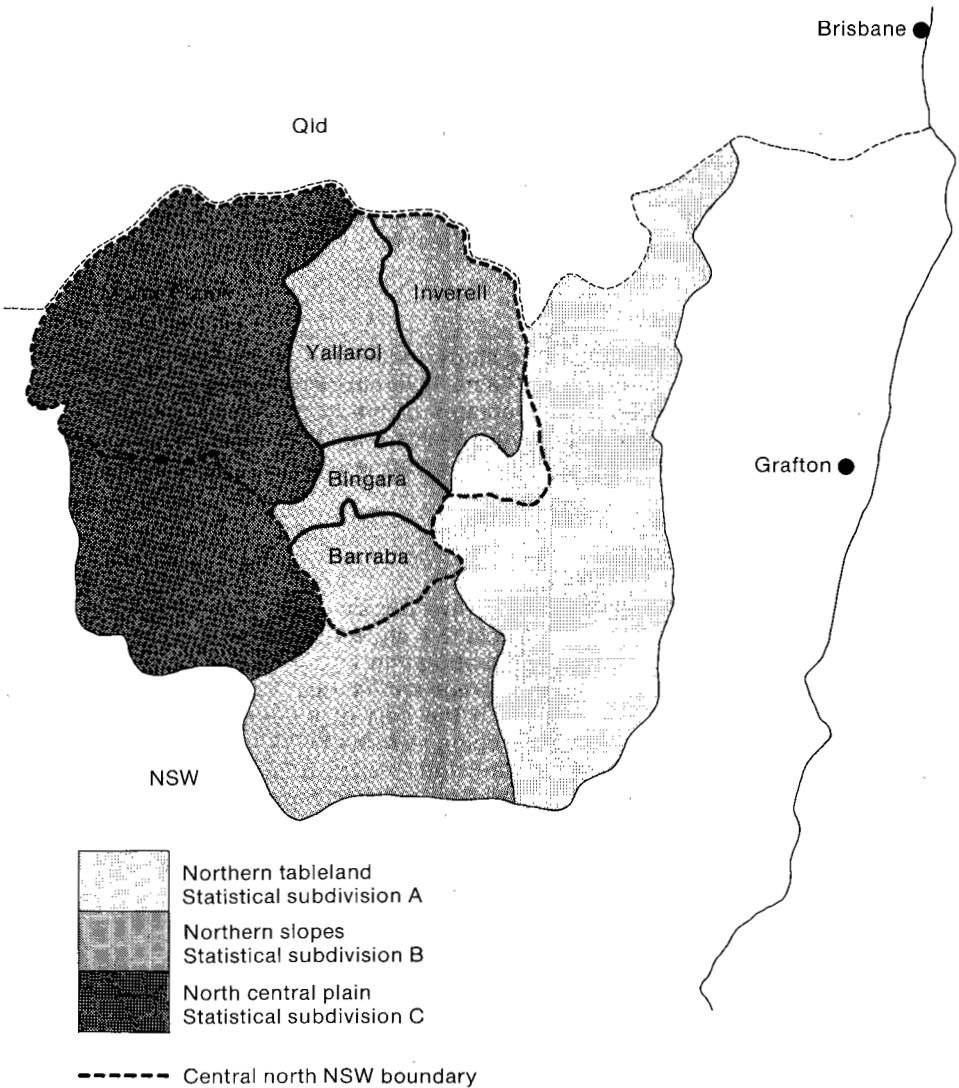 Brisbane
Qld
Inverell
Yallarol
Grafton
Bingara
Barraba
NSW
Northern tableland
Statistical subdivision A
Northern slopes
Statistical subdivision B
North central plain
Statistical subdivision C
Central north NSW boundary